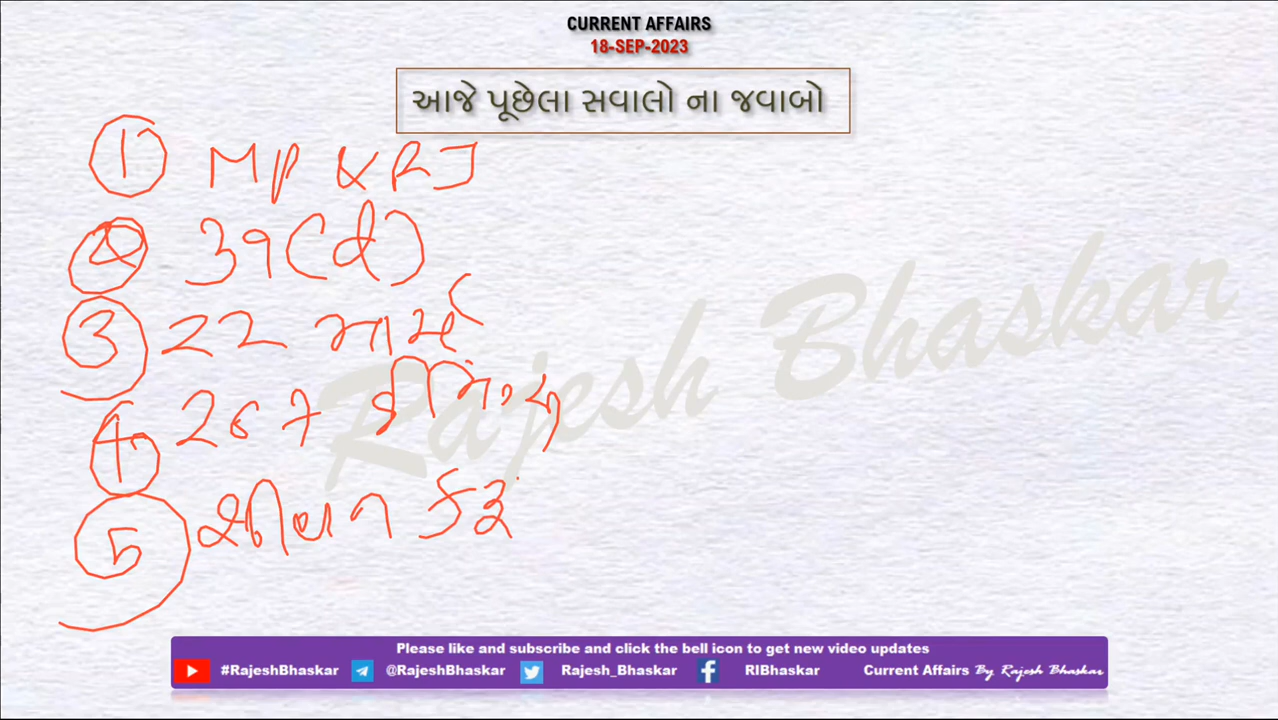 CURRENT AFFAIRS
18-SEP-2023
આજે પૂછેલા સવાલો ના જવાબો
1 MP & RJ
2 39(d)
3 22 માર્ચ
4
5
Rajesh Bhaskar
Please like and subscribe and click the bell icon to get new video updates
#RajeshBhaskar @RajeshBhaskar Rajesh_Bhaskar RIBhaskar Current Affairs By Rajesh Bhaskar